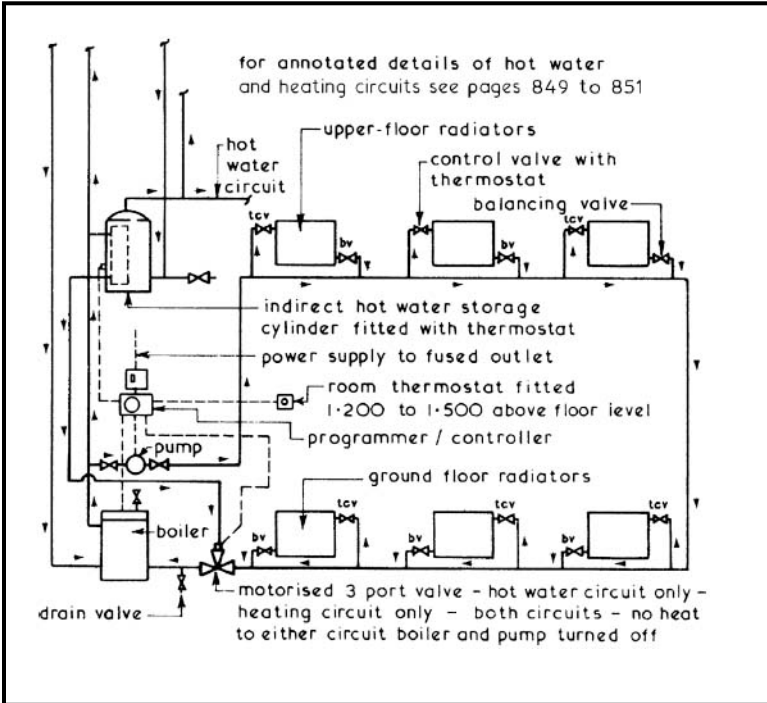 for annotated details of hot water
and heating circuits see pages 849 to 851
upper-floor radiators
hot
water
circuit
control valve with
thermostat
balancing valve
tcv
tcv
bv
bv
indirect hot water storage
cylinder fitted with thermostat
power supply to fused outlet
room thermostat fitted
1·200 to 1·500 above floor level
programmer / controller
pump
ground floor radiators
tcv
tcv
tcv
boiler
bv
bv
bv
drain valve
motorised 3 port valve - hot water circuit only -
heating circuit only - both circuits - no heat
to either circuit boiler and pump turned off